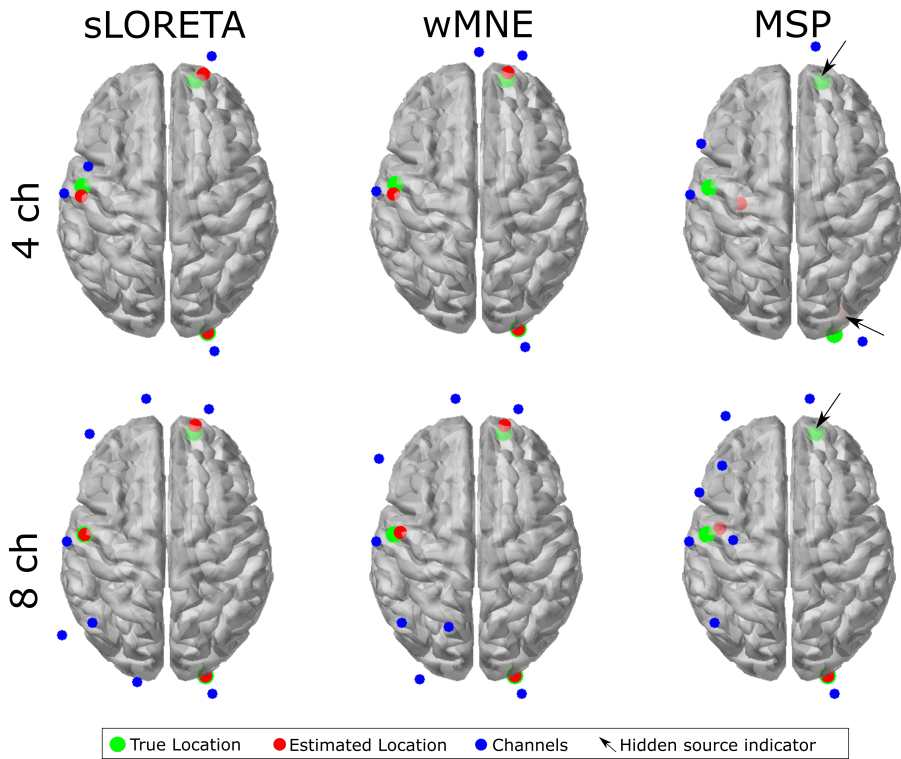 sLORETA wMNE MSP
4 ch
8 ch
True Location Estimated Location Channels Hidden source indicator